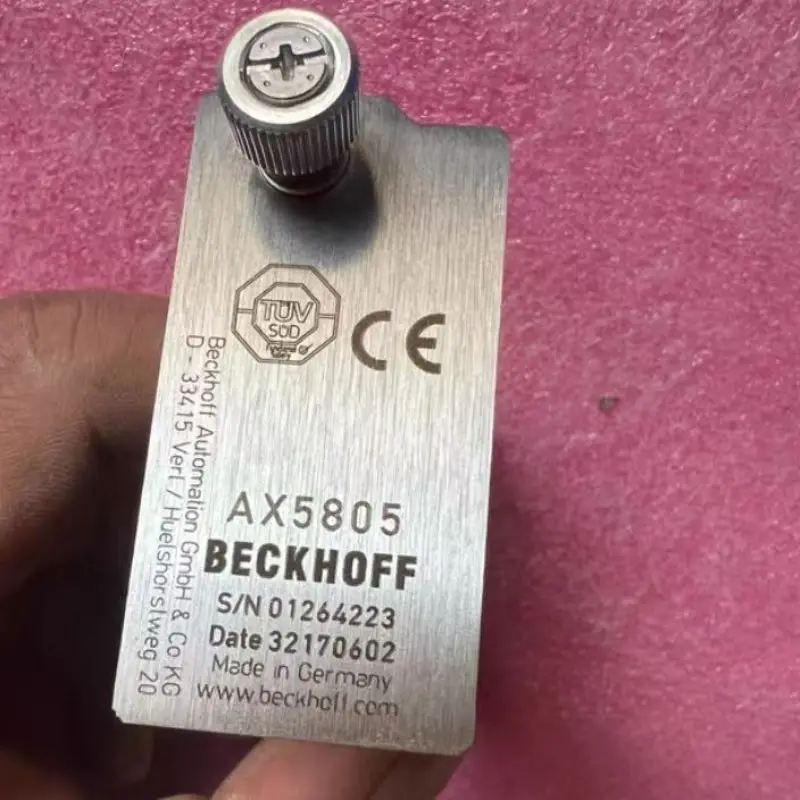 TÜV
SÜD
CE
AX5805
BECKHOFF
S/N 01264223
Date 32170602
Made in Germany
www.beckhoff.com
Beckhoff Automation GmbH & Co KG
D - 33415 Verl / Huelshorstweg 20